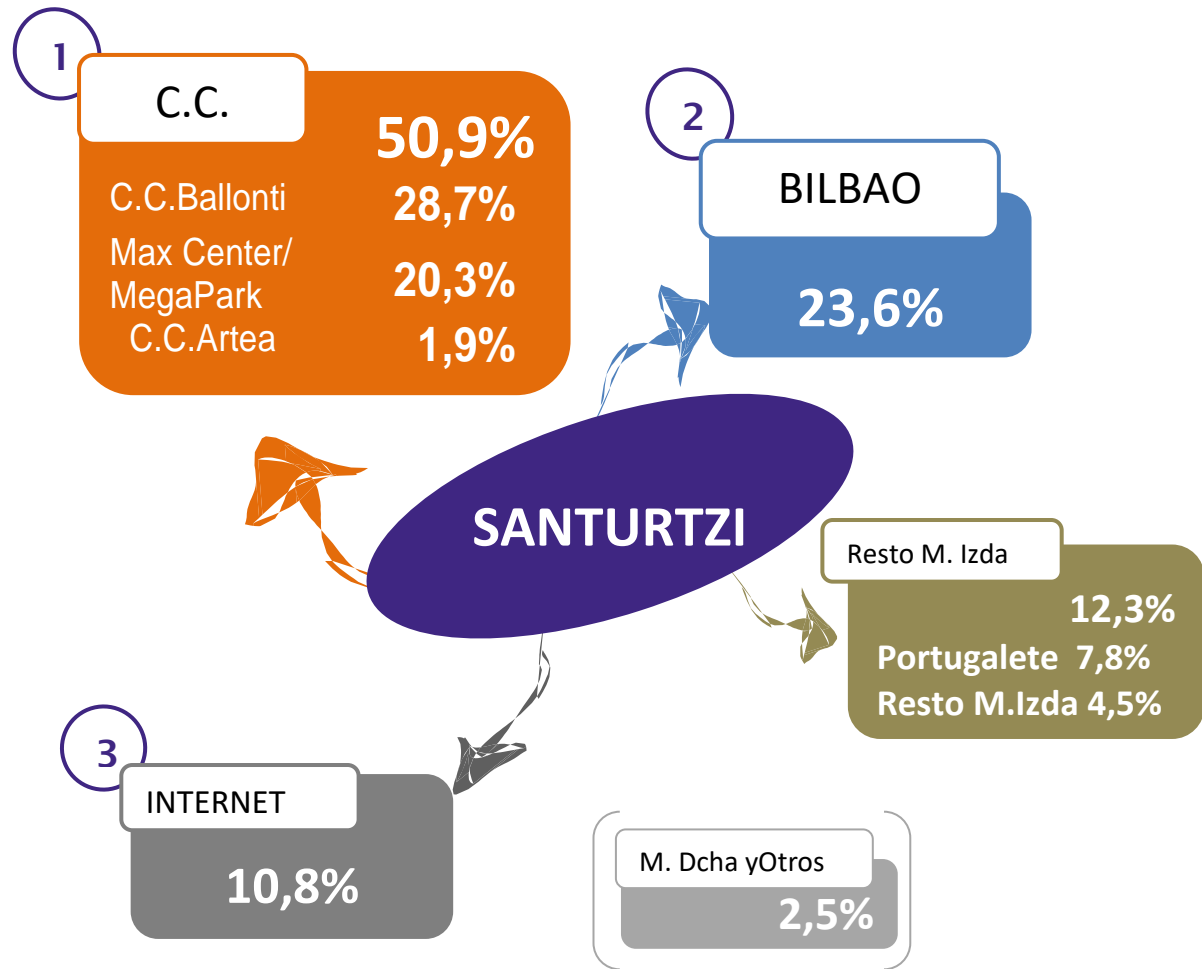 1
C.C.
50,9%
C.C.Ballonti 28,7%
Max Center/
MegaPark 20,3%
C.C.Artea 1,9%
2
BILBAO
23,6%
SANTURTZI
Resto M. Izda
12,3%
Portugalete 7,8%
Resto M.Izda 4,5%
3
INTERNET
10,8%
M. Dcha yOtros
2,5%